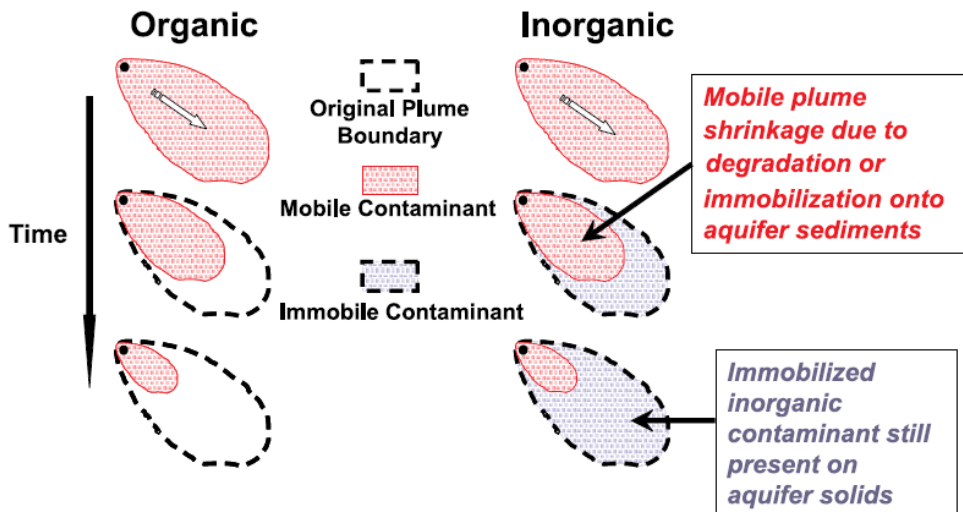 Organic
Inorganic
Original Plume
Boundary
Mobile Contaminant
Immobile Contaminant
Time
Mobile plume
shrinkage due to
degradation or
immobilization onto
aquifer sediments
Immobilized
inorganic
contaminant still
present on
aquifer solids